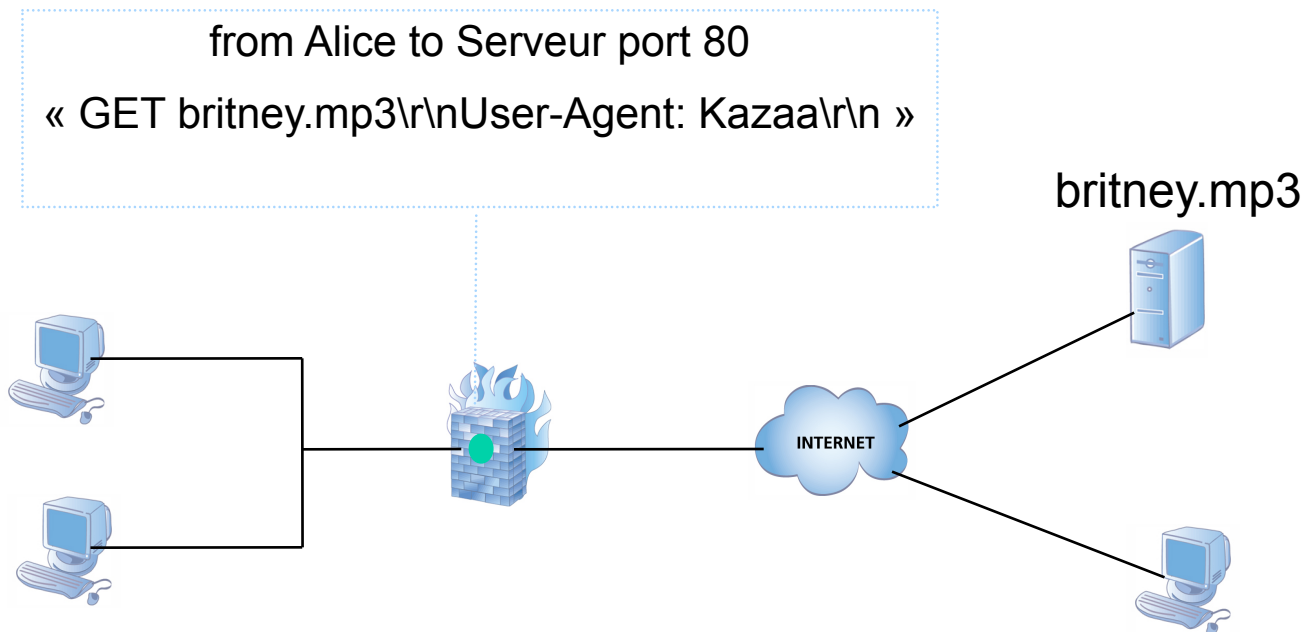 from Alice to Serveur port 80
« GET britney.mp3\r\nUser-Agent: Kazaa\r\n »
britney.mp3
INTERNET